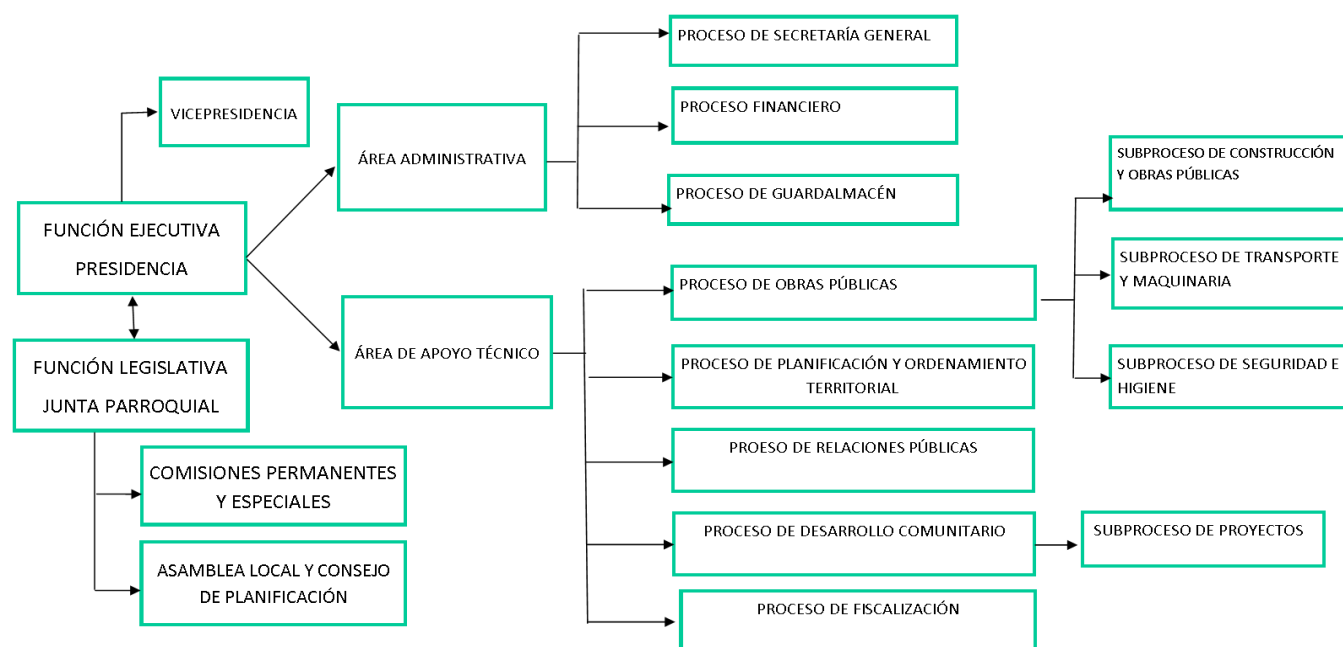 VICEPRESIDENCIA
FUNCIÓN EJECUTIVA
PRESIDENCIA
FUNCIÓN LEGISLATIVA
JUNTA PARROQUIAL
COMISIONES PERMANENTES
Y ESPECIALES
ASAMBLEA LOCAL Y CONSEJO
DE PLANIFICACIÓN
ÁREA ADMINISTRATIVA
ÁREA DE APOYO TÉCNICO
PROCESO DE SECRETARÍA GENERAL
PROCESO FINANCIERO
PROCESO DE GUARDALMACÉN
PROCESO DE OBRAS PÚBLICAS
PROCESO DE PLANIFICACIÓN Y ORDENAMIENTO
TERRITORIAL
PROESO DE RELACIONES PÚBLICAS
PROCESO DE DESARROLLO COMUNITARIO
PROCESO DE FISCALIZACIÓN
SUBPROCESO DE CONSTRUCCIÓN
Y OBRAS PÚBLICAS
SUBPROCESO DE TRANSPORTE
Y MAQUINARIA
SUBPROCESO DE SEGURIDAD E
HIGIENE
SUBPROCESO DE PROYECTOS